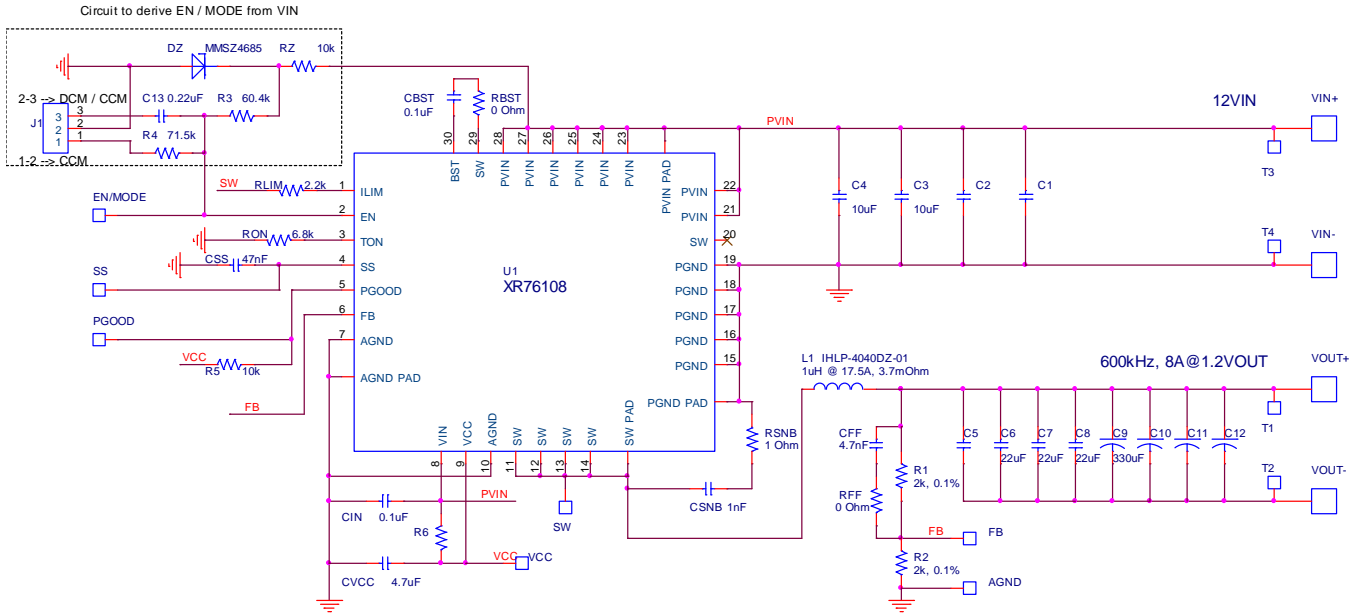 Circuit to derive EN / MODE from VIN
DZ
MMSZ4685
RZ
10k
2-3 --> DCM / CCM
C13 0.22uF
R3 60.4k
J1
3
2
1
R4 71.5k
1-2 --> CCM
CBST
0.1uF
RBST
0 Ohm
12VIN
VIN+
PVIN
T3
30
29
28
27
26
25
24
23
BST
SW
PVIN
PVIN
PVIN
PVIN
PVIN
PVIN
PVIN PAD
SW
RLIM
2.2k
1
ILIM
PVIN
22
EN/MODE
2
EN
PVIN
21
RON
6.8k
3
TON
SW
20
CSS
47nF
4
SS
PGND
19
SS
5
PGOOD
PGND
18
6
FB
PGND
17
PGOOD
7
AGND
PGND
16
VCC
R5
10k
AGND PAD
PGND
15
FB
PGND PAD
U1
XR76108
C4
10uF
C3
10uF
C2
C1
T4
VIN-
VIN
VCC
AGND
SW
SW
SW
SW
SW PAD
8
9
10
11
12
13
14
RSNB
1 Ohm
CSNB 1nF
SW
CIN
0.1uF
PVIN
R6
CVCC
4.7uF
VCC
VCC
L1 IHLP-4040DZ-01
1uH @ 17.5A, 3.7mOhm
600kHz, 8A@1.2VOUT
VOUT+
T1
CFF
4.7nF
R1
2k, 0.1%
RFF
0 Ohm
C5
C6
22uF
C7
22uF
C8
22uF
C9
330uF
C10
C11
C12
T2
VOUT-
FB
FB
R2
2k, 0.1%
AGND